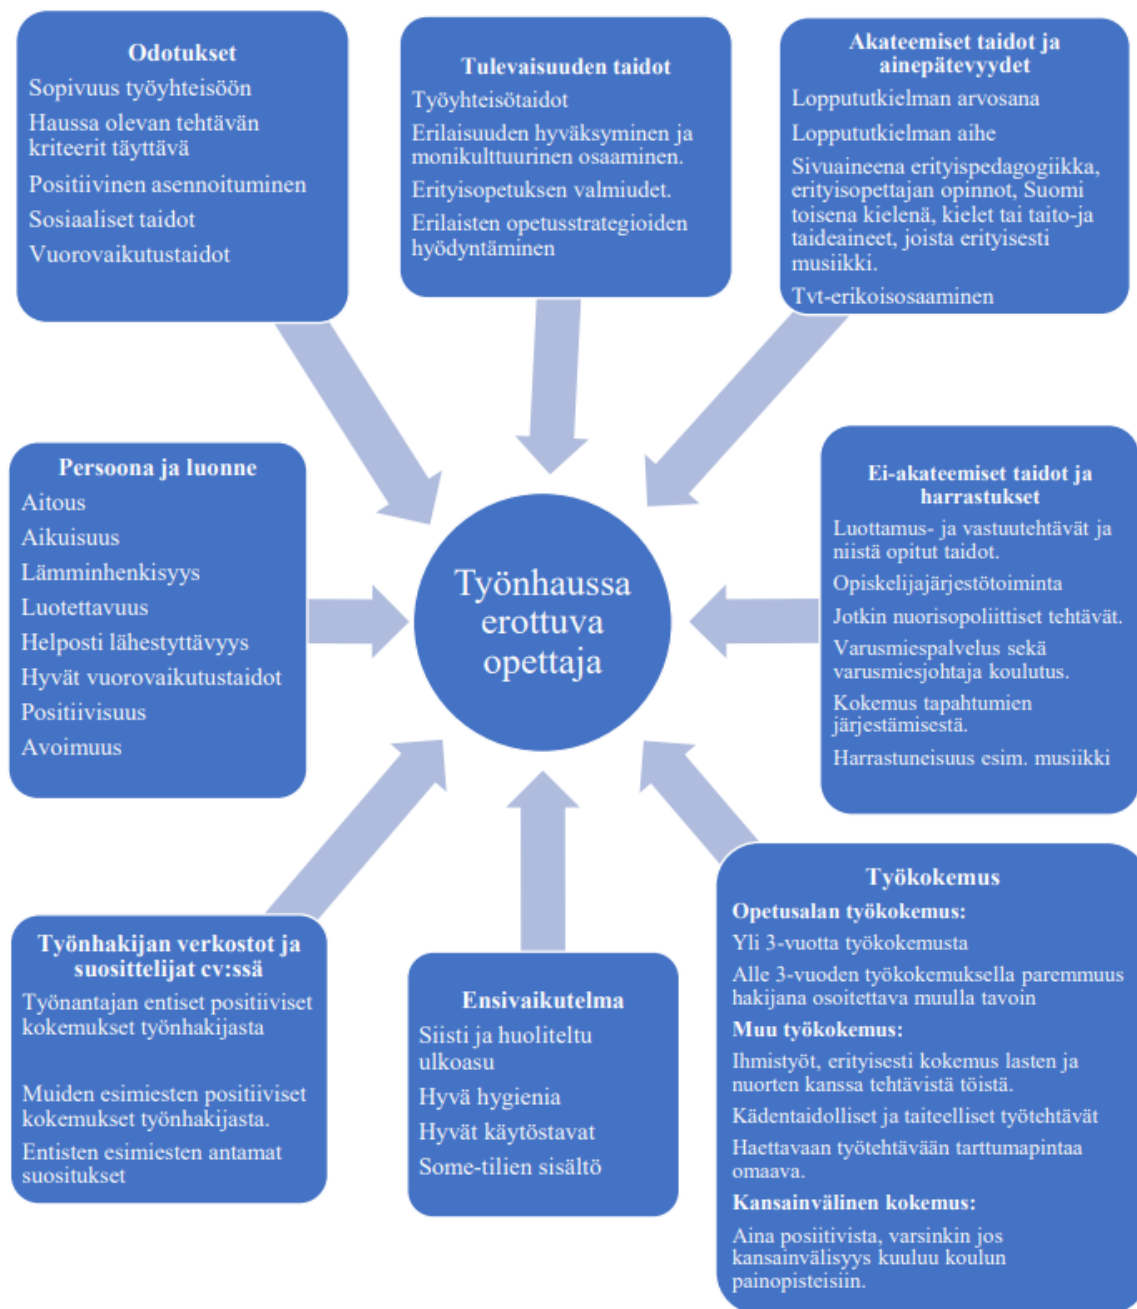 Odotukset
Sopivuus työyhteisöön
Haussa olevan tehtävän
kriteerit täyttävä
Positiivinen asennoituminen
Sosiaaliset taidot
Vuorovaikutustaidot
Tulevaisuuden taidot
Työyhteisötaidot
Erilaisuuden hyväksyminen ja
monikulttuurinen osaaminen.
Erityisopetuksen valmiudet.
Erilaisten opetusstrategioiden
hyödyntäminen
Akateemiset taidot ja
ainepätevyydet
Lopputukielman arvosana
Lopputukielman aihe
Sivuaineena erityispedagogiikka,
erityisopettajan opinnot, Suomi
toisena kielenä, kielet tai taito-ja
taideaineet, joista erityisesti
musiikki.
Tvt-erikoisosaaminen
Persoona ja luonne
Aitous
Aikuisuus
Lämminhenkisyys
Luotettavuus
Helposti lähestyttävyys
Hyvät vuorovaikutustaidot
Positiivisuus
Avoimuus
Työnhaussa
erottuva
opettaja
Ei-akateemiset taidot ja
harrastukset
Luottamus- ja vastuutehtävät ja
niistä opitut taidot.
Opiskelijajärjestötoiminta
Jotkin nuorisopoliittiset tehtävät.
Varusmiespalvelus sekä
varusmiesjohtaja koulutus.
Kokemus tapahtumien
järjestämisestä.
Harrastuneisuus esim. musiikki
Työnhakijan verkostot ja
suosittelijat cv:ssä
Työnantajan entiset positiiviset
kokemukset työnhakijasta
Muiden esimiesten positiiviset
kokemukset työnhakijasta.
Entisten esimiesten antamat
suositukset
Ensivaikutelma
Siisti ja huoliteltu
ulkoasu
Hyvä hygienia
Hyvät käytöstavat
Some-tilien sisältö
Työkokemus
Opetusalan työkokemus:
Yli 3-vuotta työkokemusta
Alle 3-vuoden työkokemuksella paremmuus
hakijana osoitettava muulla tavoin
Muu työkokemus:
Ihmistyöt, erityisesti kokemus lasten ja
nuorten kanssa tehtävistä töistä.
Kädentaidolliset ja taiteelliset työtehtävät
Haettavaan työtehtävään tarttumapintaa
omaava.
Kansainvälinen kokemus:
Aina posiitivista, varsinkin jos
kansainvälisyys kuuluu koulun
painopisteisiin.